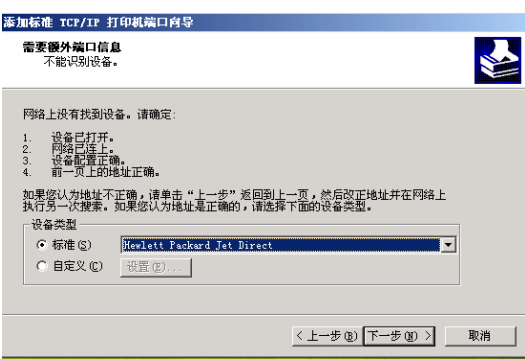 添加标准 TCP/IP 打印机端口向导
需要额外端口信息
不能识别设备。
网络上没有找到设备。请确定:
1. 设备已打开。
2. 网络已连上。
3. 设备配置正确。
4. 前一页上的地址正确。
如果您认为地址不正确,请单击“上一步”返回到上一页,然后改正地址并在网络上
执行另一次搜索。如果您认为地址是正确的,请选择下面的设备类型。
设备类型
标准(S) Hewlett Packard Jet Direct
自定义(C) 设置(E)...
< 上一步(B) 下一步(N) > 取消